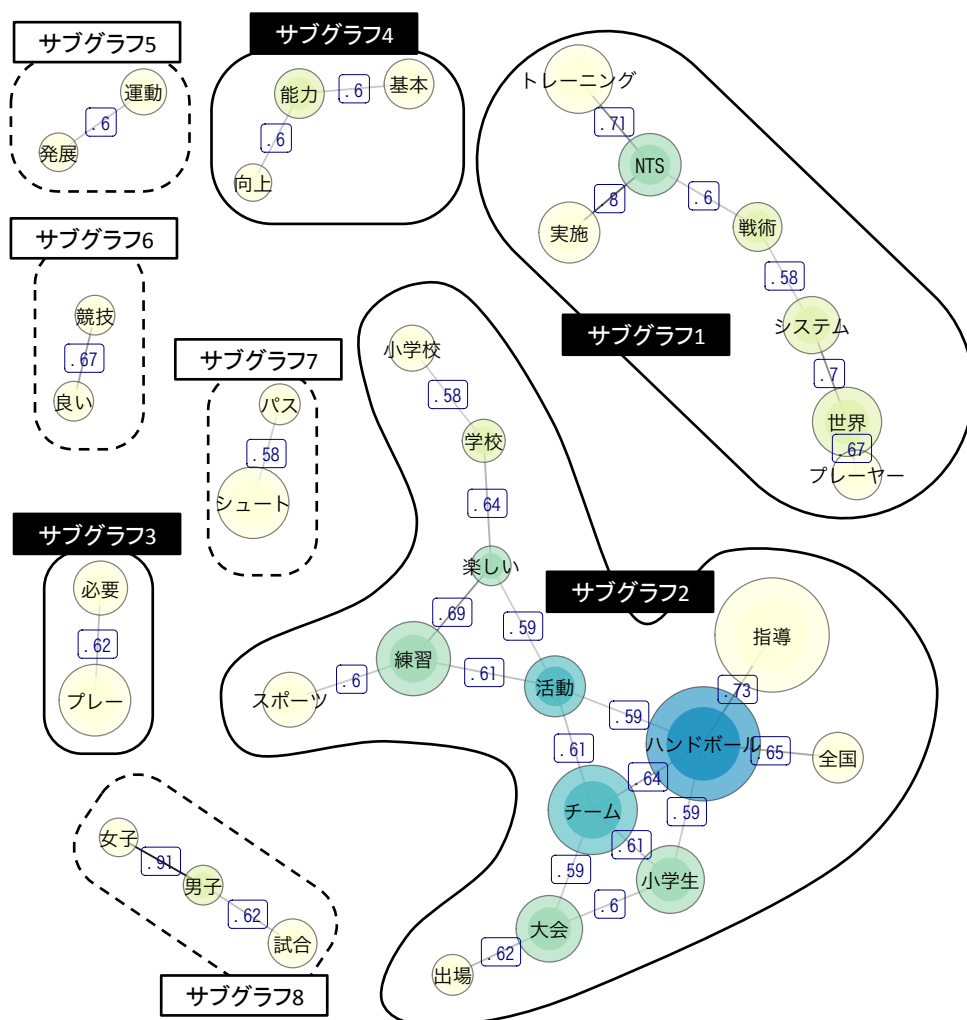 サブグラフ5
運動
.6
発展
サブグラフ4
能力
.6
基本
.6
向上
トレーニング
.71
NTS
.8
実施
.6
戦術
.58
システム
サブグラフ1
.7
世界
.67
プレーヤー
サブグラフ6
競技
.67
良い
サブグラフ7
パス
.58
シュート
サブグラフ3
必要
.62
プレー
小学校
.58
学校
.64
楽しい
サブグラフ2
.69
.59
練習
.6
スポーツ
.61
活動
指導
.73
.59
ハンドボール
.65
全国
.61
.64
チーム
.59
.61
小学生
.59
.6
大会
.62
出場
女子
.91
男子
.62
試合
サブグラフ8